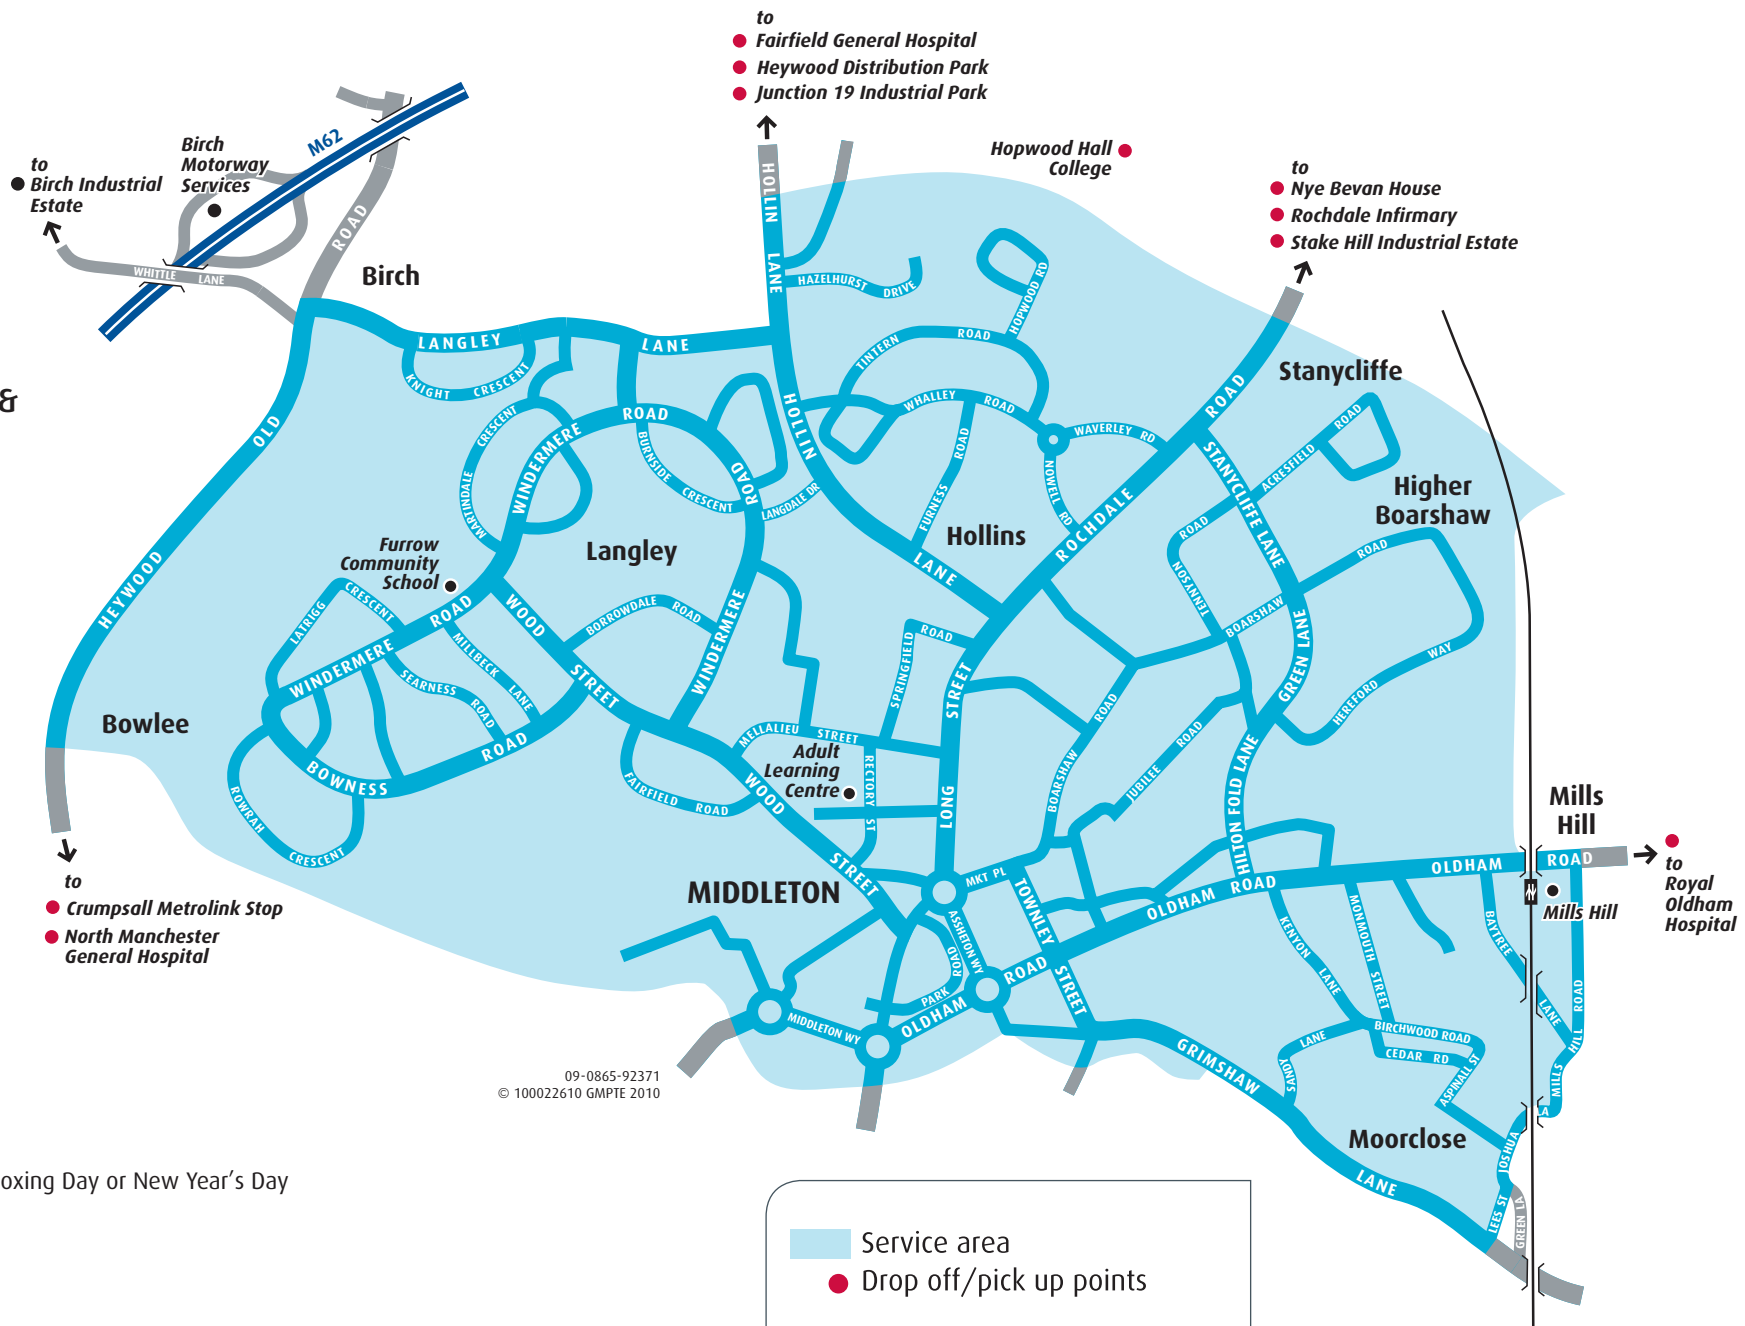 to
Fairfield General Hospital
Heywood Distribution Park
Junction 19 Industrial Park
Hopwood Hall
College
to
Nye Bevan House
Rochdale Infirmary
Stake Hill Industrial Estate
M62
Birch
Motorway
Services
to
Birch Industrial
Estate
WHITTLE LANE
ROAD
Birch
HOLLIN LANE
HAZELHURST DRIVE
HOPWOOD RD
TINTERN ROAD
LANGLEY LANE
KNIGHT CRESCENT
&
OLD
HEYWOOD
Stanycliffe
ROAD
ROCHDALE
WHALLEY ROAD
WAVERLEY RD
NOWELL RD
FURNESS ROAD
HOLLIN
LANE
Hollins
STANYCLIFFE LANE
ACRESFIELD ROAD
Higher
Boarshaw
TENNYSON ROAD
BOARSHAW ROAD
GREEN LANE
HEREFORD WAY
CRESCENT
MARTINDALE
WINDERMERE ROAD
BURNSIDE CRESCENT
ROAD
LANGDALE DR
Langley
Furrow
Community
School
LATRIGG CRESCENT
WINDERMERE ROAD
MILLBECK LANE
SEARNESS ROAD
WOOD STREET
BORROWDALE ROAD
WINDERMERE
BOWNESS ROAD
ROWRAH CRESCENT
Bowlee
to
Crumpsall Metrolink Stop
North Manchester
General Hospital
FAIRFIELD ROAD
MELLALIEU STREET
SPRINGFIELD ROAD
Adult
Learning
Centre
RECTORY ST
LONG STREET
WOOD STREET
BOARSHAW ROAD
JUBILEE ROAD
HILTON FOLD LANE
MIDDLETON
MKT PL
TOWNLEY STREET
ASSHETON WY
PARK ROAD
OLDHAM ROAD
MIDDLETON WY
OLDHAM ROAD
OLDHAM ROAD
Mills
Hill
to
Royal
Oldham
Hospital
Mills Hill
KENYON LANE
MONMOUTH STREET
BAYTREE LANE
MILLS HILL ROAD
BIRCHWOOD ROAD
CEDAR RD
ASPINALL ST
SANDY LANE
GRIMSHAW LANE
Moorclose
JOSHUA LA
LEES ST
GREEN LA
09-0865-92371
© 100022610 GMPTE 2010
oxing Day or New Year's Day
Service area
Drop off/pick up points